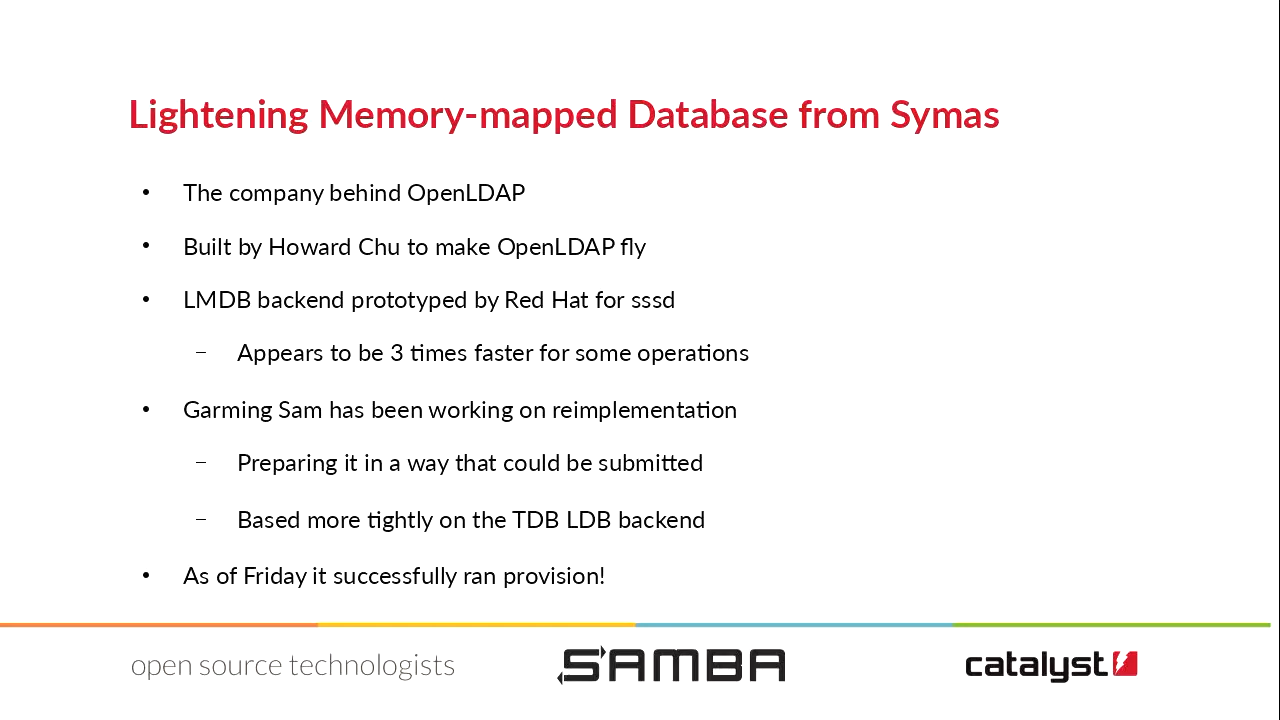 Lightening Memory-mapped Database from Symas
• The company behind OpenLDAP
• Built by Howard Chu to make OpenLDAP fly
• LMDB backend prototyped by Red Hat for sssd
– Appears to be 3 times faster for some operations
• Garming Sam has been working on reimplementation
– Preparing it in a way that could be submitted
– Based more tightly on the TDB LDB backend
• As of Friday it successfully ran provision!
open source technologists SAMBA catalyst